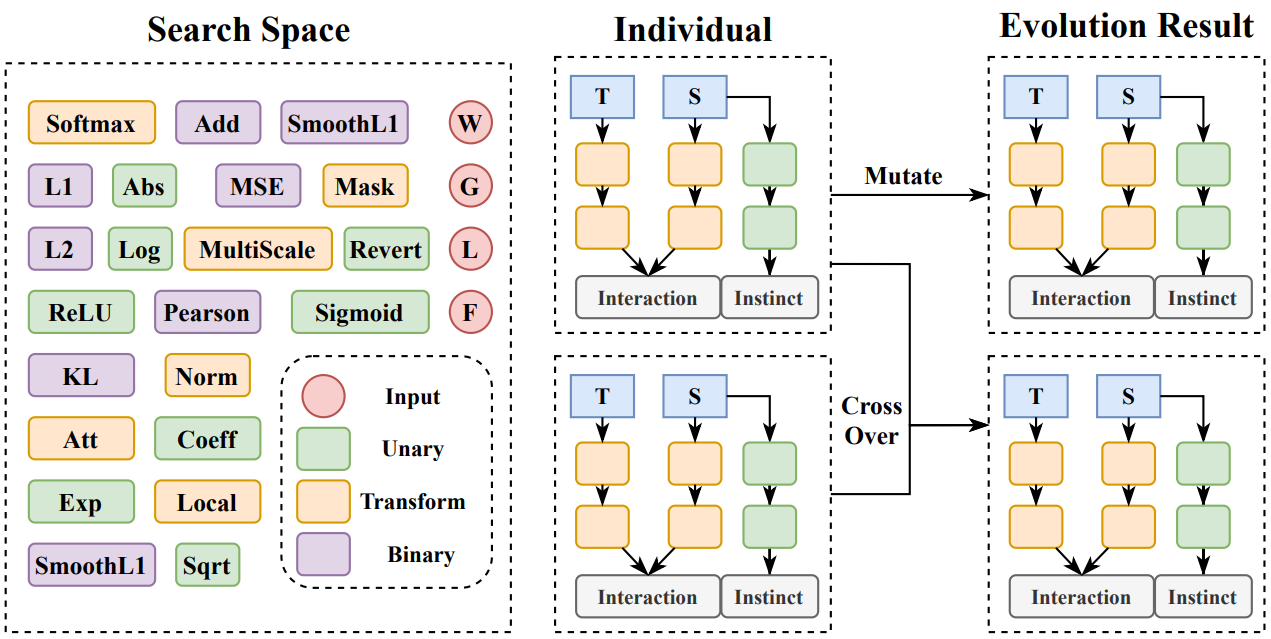 Search Space
Individual
Evolution Result
Softmax Add SmoothL1 W
L1 Abs MSE Mask G
L2 Log MultiScale Revert L
ReLU Pearson Sigmoid F
KL Norm
Att Coeff
Exp Local
SmoothL1 Sqrt
Input
Unary
Transform
Binary
T S
Interaction Instinct
T S
Interaction Instinct
Mutate
Cross
Over
T S
Interaction Instinct
T S
Interaction Instinct